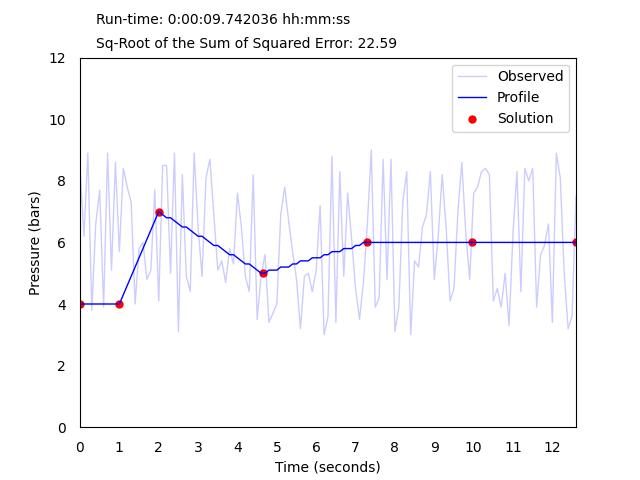 Run-time: 0:00:09.742036 hh:mm:ss
Sq-Root of the Sum of Squared Error: 22.59
12
10
8
6
4
2
0
Pressure (bars)
Observed
Profile
Solution
0 1 2 3 4 5 6 7 8 9 10 11 12
Time (seconds)